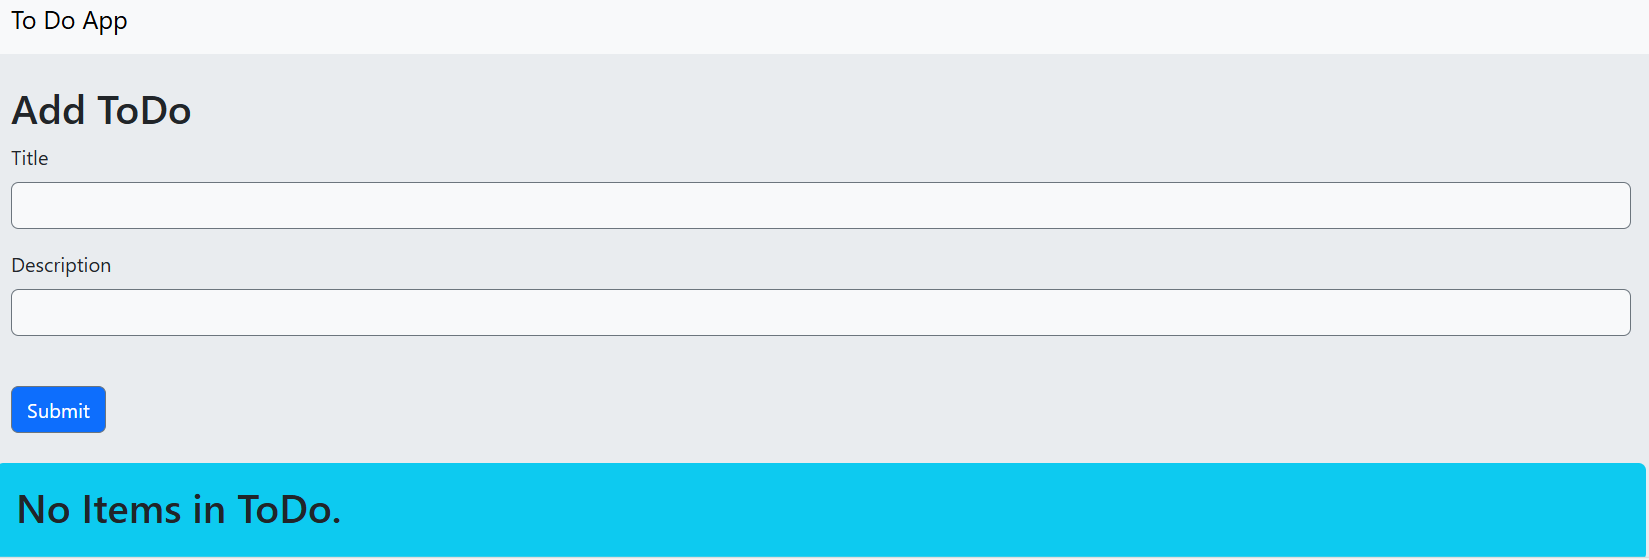 To Do App
Add ToDo
Title
Description
Submit
No Items in ToDo.